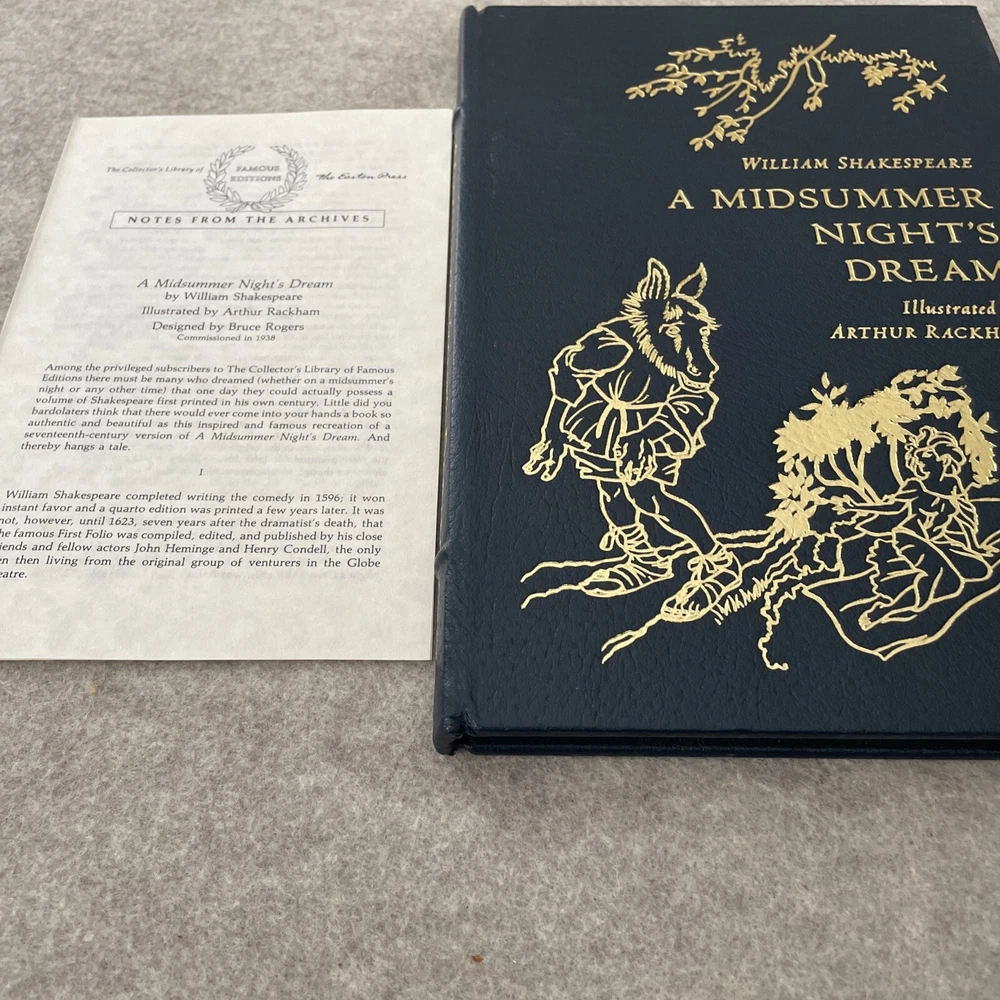 The Collector's Library of
FAMOUS
EDITIONS
The Easton Press
NOTES FROM THE ARCHIVES
A Midsummer Night's Dream
by William Shakespeare
Illustrated by Arthur Rackham
Designed by Bruce Rogers
Commissioned in 1938
Among the privileged subscribers to The Collector's Library of Famous
Editions there must be many who dreamed (whether on a midsummer's
night or any other time) that one day they could actually possess a
volume of Shakespeare first printed in his own century. Little did you
bardolaters think that there would ever come into your hands a book so
authentic and beautiful as this inspired and famous recreation of a
seventeenth-century version of A Midsummer Night's Dream. And
thereby hangs a tale.
I
William Shakespeare completed writing the comedy in 1596; it won
instant favor and a quarto edition was printed a few years later. It was
not, however, until 1623, seven years after the dramatist's death, that
he famous First Folio was compiled, edited, and published by his close
iends and fellow actors John Heminge and Henry Condell, the only
en then living from the original group of venturers in the Globe
eatre.
WILLIAM SHAKESPEARE
A MIDSUMMER
NIGHT'S
DREAM
Illustrated
ARTHUR RACKH